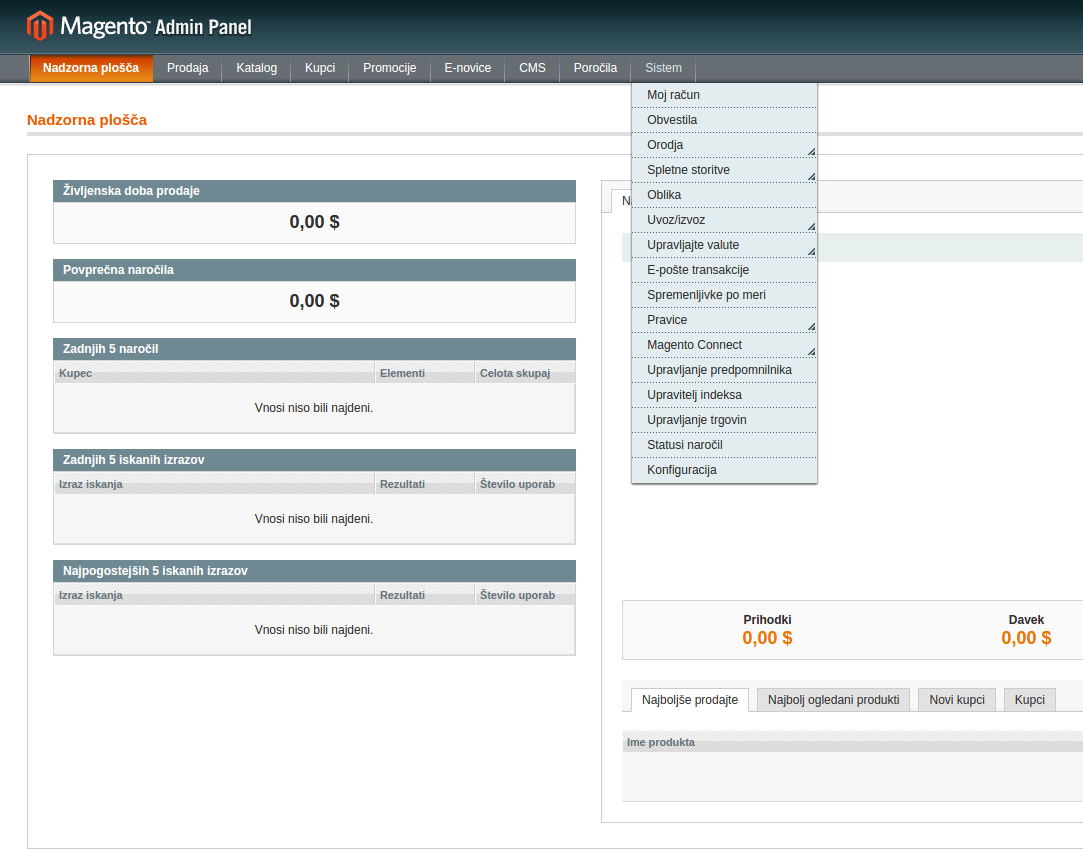 Magento™ Admin Panel
Nadzorna plošča Prodaja Katalog Kupci Promocije E-novice CMS Poročila Sistem
Moj račun
Obvestila
Orodja
Spletne storitve
Oblika
Uvoz/izvoz
Upravljajte valute
E-pošte transakcije
Spremenljivke po meri
Pravice
Magento Connect
Upravljanje predpomnilnika
Upravitelj indeksa
Upravljanje trgovin
Statusi naročil
Konfiguracija
Nadzorna plošča
Življenska doba prodaje
0,00 $
Povprečna naročila
0,00 $
Zadnjih 5 naročil
Kupec Elementi Celota skupaj
Vnosi niso bili najdeni.
Zadnjih 5 iskanih izrazov
Izraz iskanja Rezultati Število uporab
Vnosi niso bili najdeni.
Najpogostejših 5 iskanih izrazov
Izraz iskanja Rezultati Število uporab
Vnosi niso bili najdeni.
Prihodki Davek
0,00 $ 0,00 $
Najboljše prodajte Najbolj ogledani produkti Novi kupci Kupci
Ime produkta